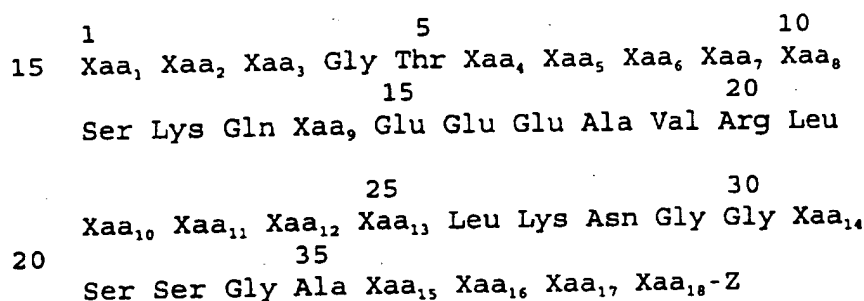 1 5 10
15 Xaa₁ Xaa₂ Xaa₃ Gly Thr Xaa₄ Xaa₅ Xaa₆ Xaa₇ Xaa₈
15 20
Ser Lys Gln Xaa₉ Glu Glu Glu Ala Val Arg Leu
25 30
Xaa₁₀ Xaa₁₁ Xaa₁₂ Xaa₁₃ Leu Lys Asn Gly Gly Xaa₁₄
20 35
Ser Ser Gly Ala Xaa₁₅ Xaa₁₆ Xaa₁₇ Xaa₁₈-Z